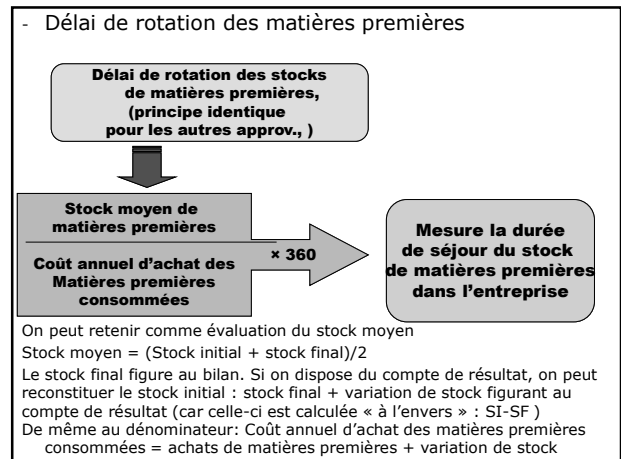 - Délai de rotation des matières premières
Délai de rotation des stocks
de matières premières,
(principe identique
pour les autres approv., )
Stock moyen de
matières premières
Coût annuel d’achat des
Matières premières
consommées
× 360
Mesure la durée
de séjour du stock
de matières premières
dans l’entreprise
On peut retenir comme évaluation du stock moyen
Stock moyen = (Stock initial + stock final)/2
Le stock final figure au bilan. Si on dispose du compte de résultat, on peut
reconstituer le stock initial : stock final + variation de stock figurant au
compte de résultat (car celle-ci est calculée « à l’envers » : SI-SF )
De même au dénominateur: Coût annuel d’achat des matières premières
consommées = achats de matières premières + variation de stock